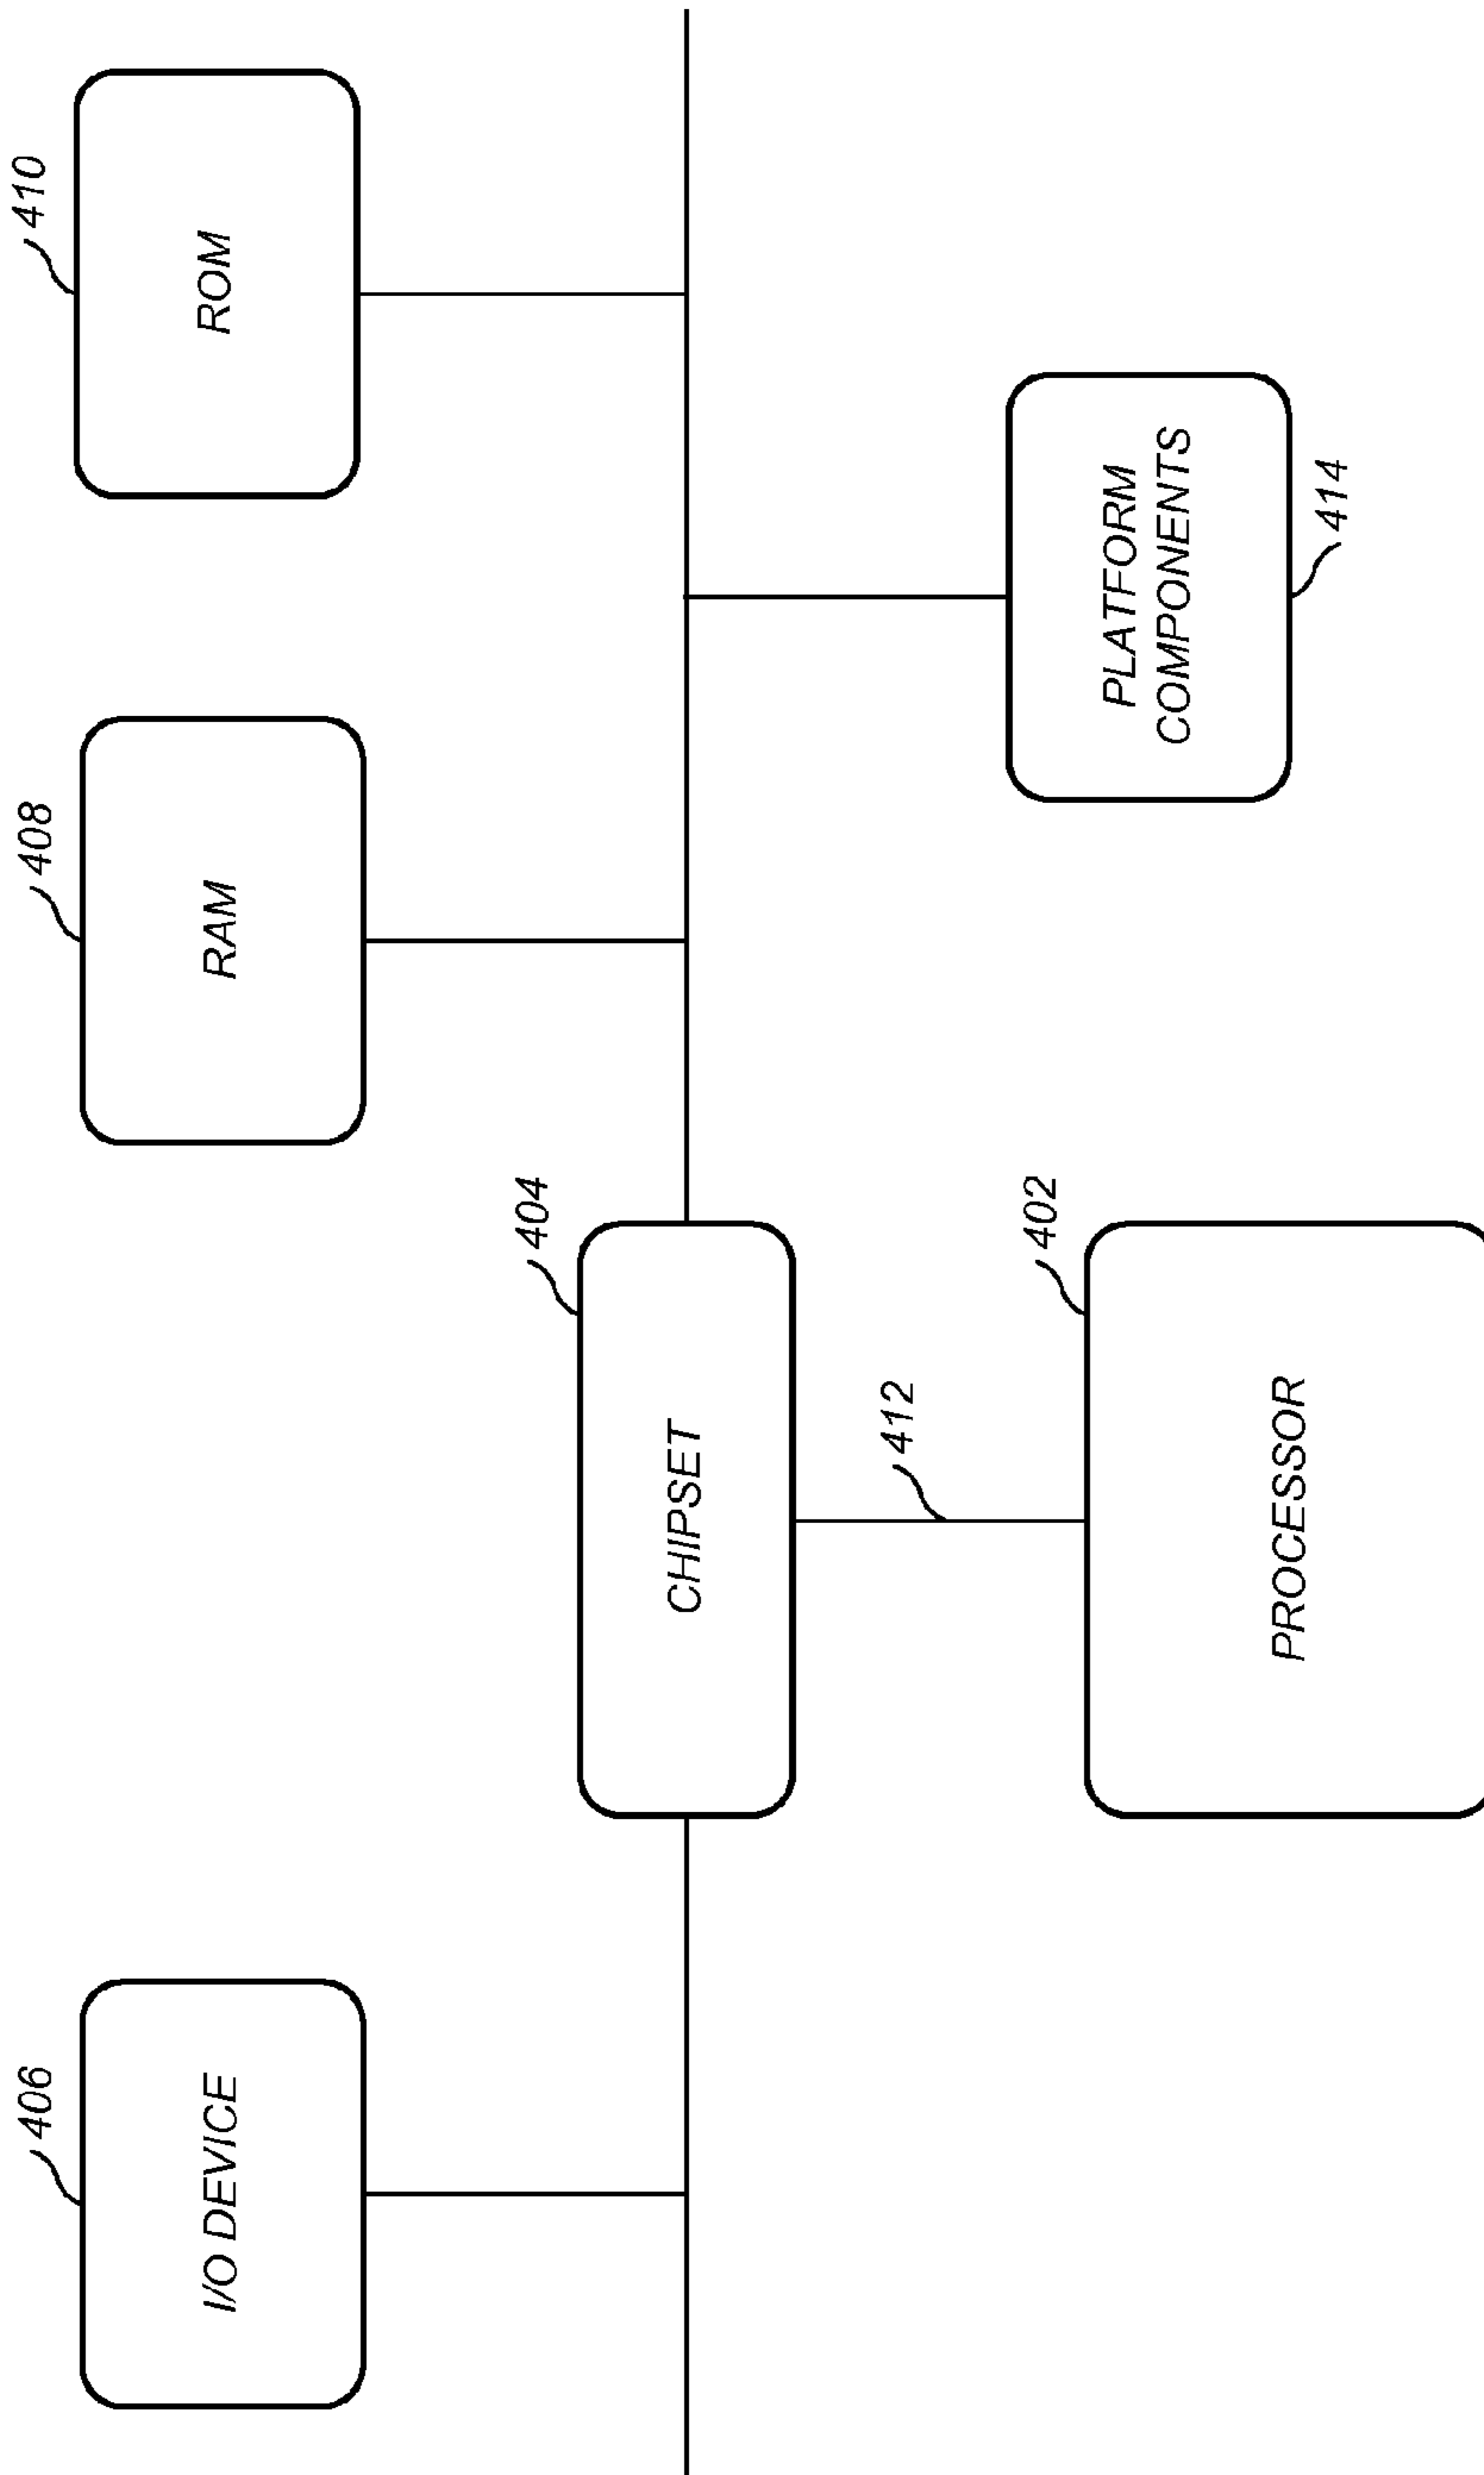 406
I/O DEVICE
408
RAM
410
ROM
404
CHIPSET
412
402
PROCESSOR
PLATFORM
COMPONENTS
414